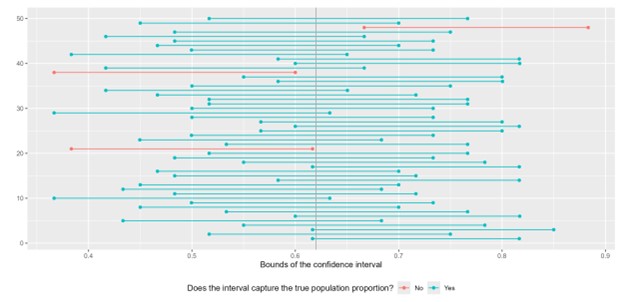 50
40
30
20
10
0
0.4 0.5 0.6 0.7 0.8 0.9
Bounds of the confidence interval
Does the interval capture the true population proportion? No Yes